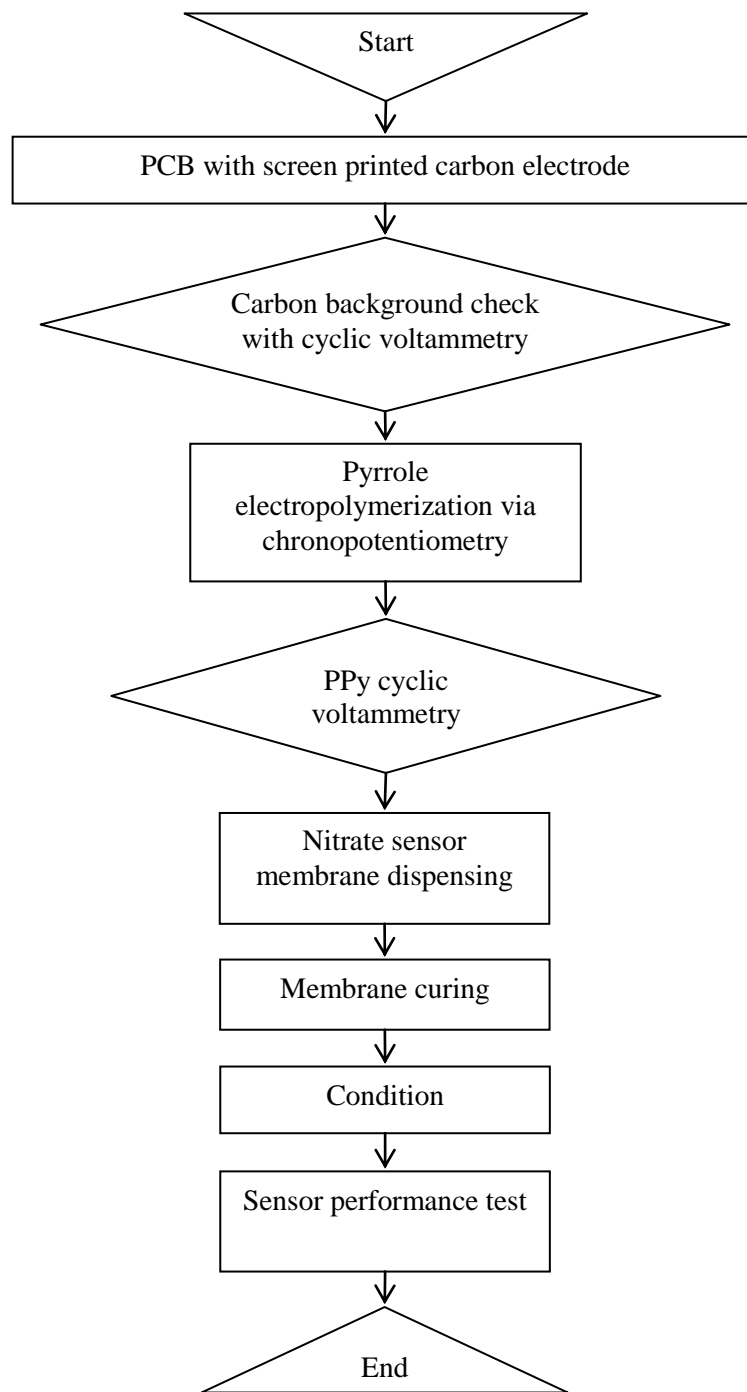 Start
PCB with screen printed carbon electrode
Carbon background check
with cyclic voltammetry
Pyrrole
electropolymerization via
chronopotentiometry
PPy cyclic
voltammetry
Nitrate sensor
membrane dispensing
Membrane curing
Condition
Sensor performance test
End